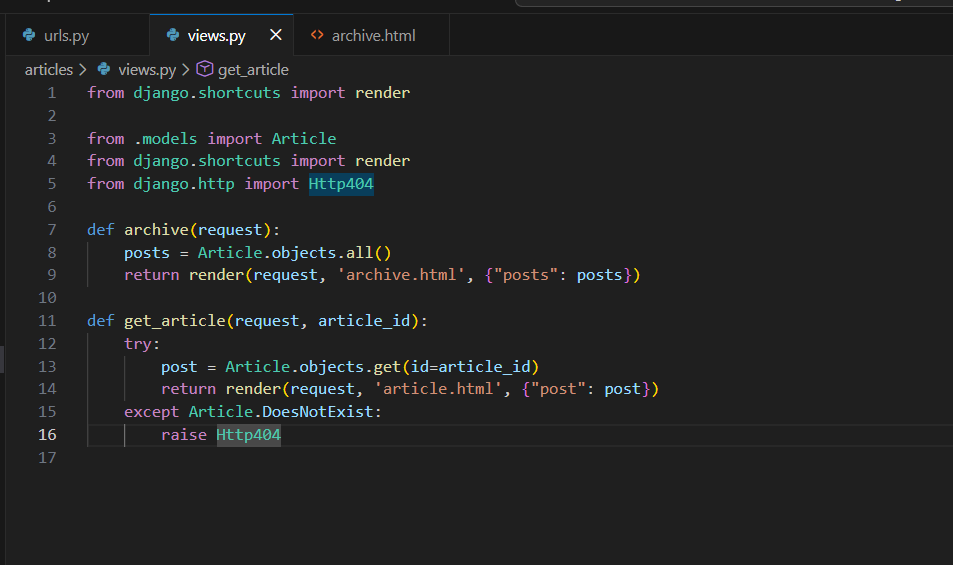 urls.py views.py archive.html
articles > views.py > get_article
1 from django.shortcuts import render
2
3 from .models import Article
4 from django.shortcuts import render
5 from django.http import Http404
6
7 def archive(request):
8     posts = Article.objects.all()
9     return render(request, 'archive.html', {"posts": posts})
10
11 def get_article(request, article_id):
12     try:
13         post = Article.objects.get(id=article_id)
14         return render(request, 'article.html', {"post": post})
15     except Article.DoesNotExist:
16         raise Http404
17